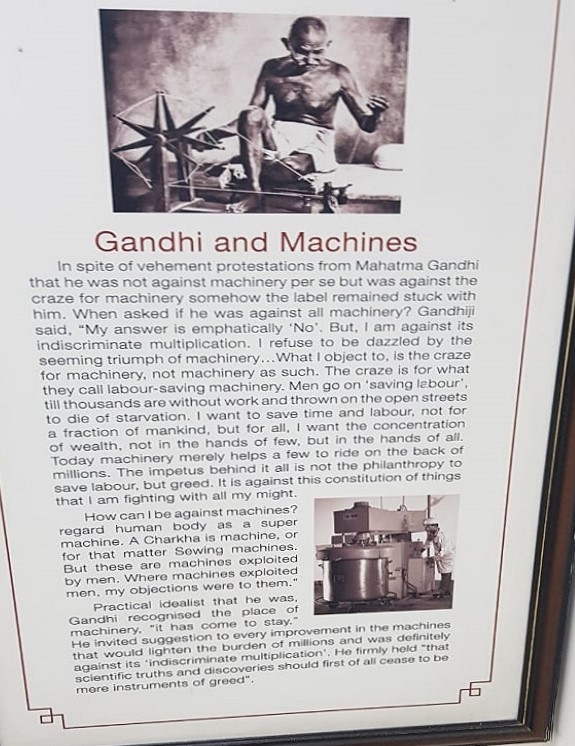 Gandhi and Machines
In spite of vehement protestations from Mahatma Gandhi
that he was not against machinery per se but was against the
craze for machinery somehow the label remained stuck with
him. When asked if he was against all machinery? Gandhiji
said, “My answer is emphatically ‘No’. But, I am against its
indiscriminate multiplication. I refuse to be dazzled by the
seeming triumph of machinery...What I object to, is the craze
for machinery, not machinery as such. The craze is for what
they call labour-saving machinery. Men go on ‘saving labour’,
till thousands are without work and thrown on the open streets
to die of starvation. I want to save time and labour, not for
a fraction of mankind, but for all, I want the concentration
of wealth, not in the hands of few, but in the hands of all.
Today machinery merely helps a few to ride on the back of
millions. The impetus behind it all is not the philanthropy to
save labour, but greed. It is against this constitution of things
that I am fighting with all my might.
How can I be against machines?
regard human body as a super
machine. A Charkha is machine, or
for that matter Sewing machines.
But these are machines exploited
by men. Where machines exploited
men, my objections were to them.”
Practical idealist that he was,
Gandhi recognised the place of
machinery, “it has come to stay.”
He invited suggestion to every improvement in the machines
that would lighten the burden of millions and was definitely
against its ‘indiscriminate multiplication’. He firmly held “that
scientific truths and discoveries should first of all cease to be
mere instruments of greed”.